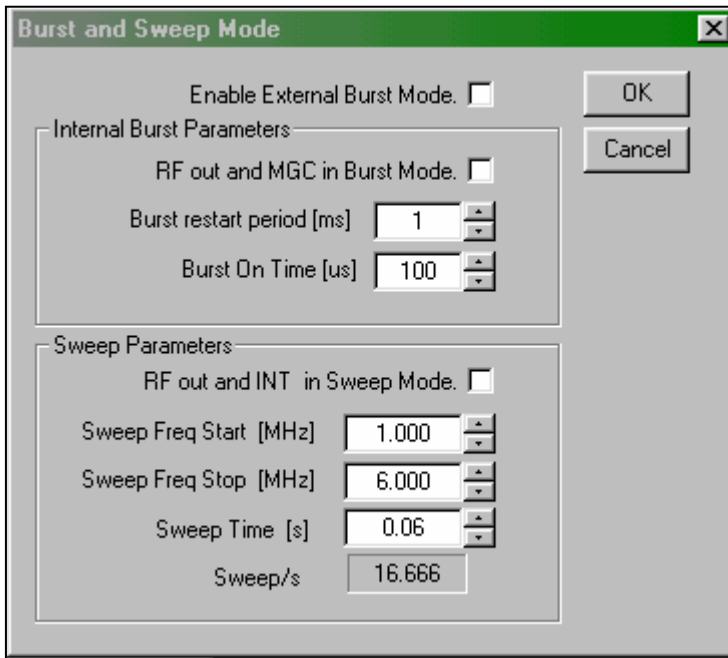 Burst and Sweep Mode
Enable External Burst Mode.
OK
Cancel
Internal Burst Parameters
RF out and MGC in Burst Mode.
Burst restart period [ms] 1
Burst On Time [us] 100
Sweep Parameters
RF out and INT in Sweep Mode.
Sweep Freq Start [MHz] 1.000
Sweep Freq Stop [MHz] 6.000
Sweep Time [s] 0.06
Sweep/s 16.666